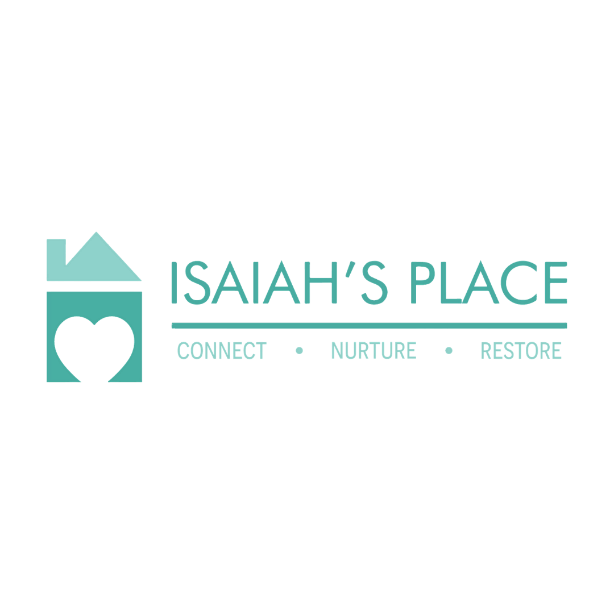 ISAIAH'S PLACE
CONNECT • NURTURE • RESTORE